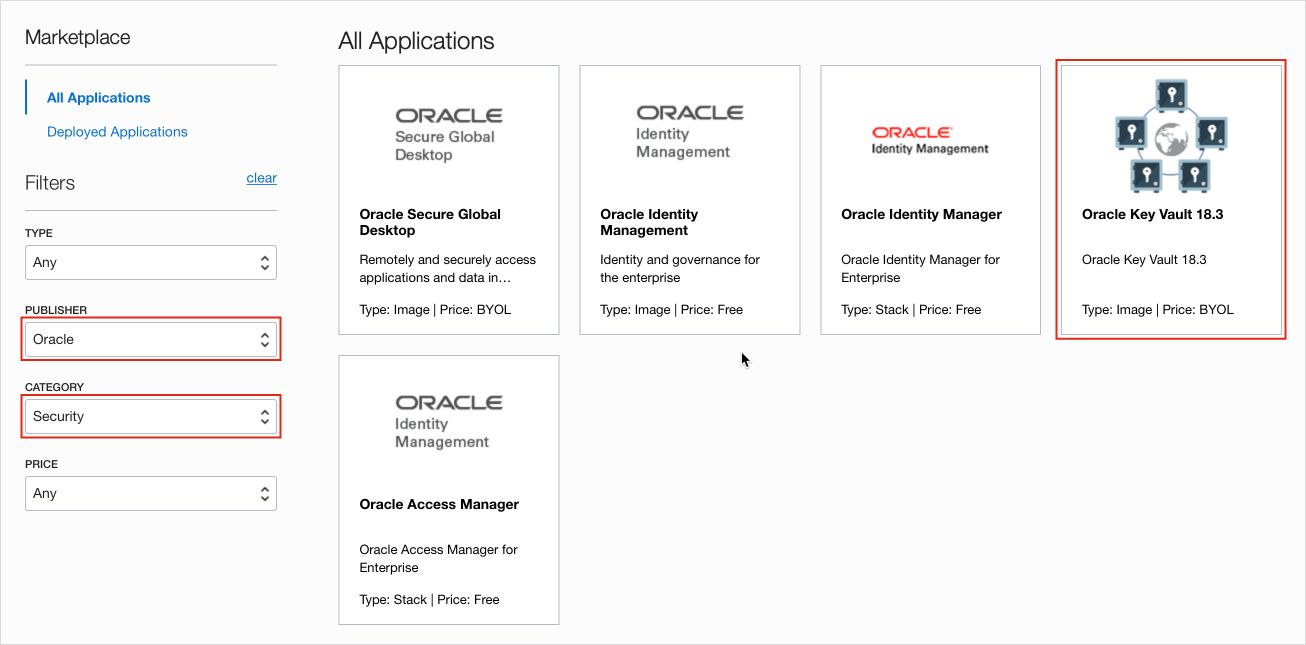 Marketplace
All Applications
Deployed Applications
Filters
clear
TYPE
Any
PUBLISHER
Oracle
CATEGORY
Security
PRICE
Any
All Applications
ORACLE
Secure Global
Desktop
Oracle Secure Global
Desktop
Remotely and securely access
applications and data in…
Type: Image | Price: BYOL
ORACLE
Identity
Management
Oracle Identity
Management
Identity and governance for
the enterprise
Type: Image | Price: Free
ORACLE
Identity Management
Oracle Identity Manager
Oracle Identity Manager for
Enterprise
Type: Stack | Price: Free
Oracle Key Vault 18.3
Oracle Key Vault 18.3
Type: Image | Price: BYOL
ORACLE
Identity
Management
Oracle Access Manager
Oracle Access Manager for
Enterprise
Type: Stack | Price: Free